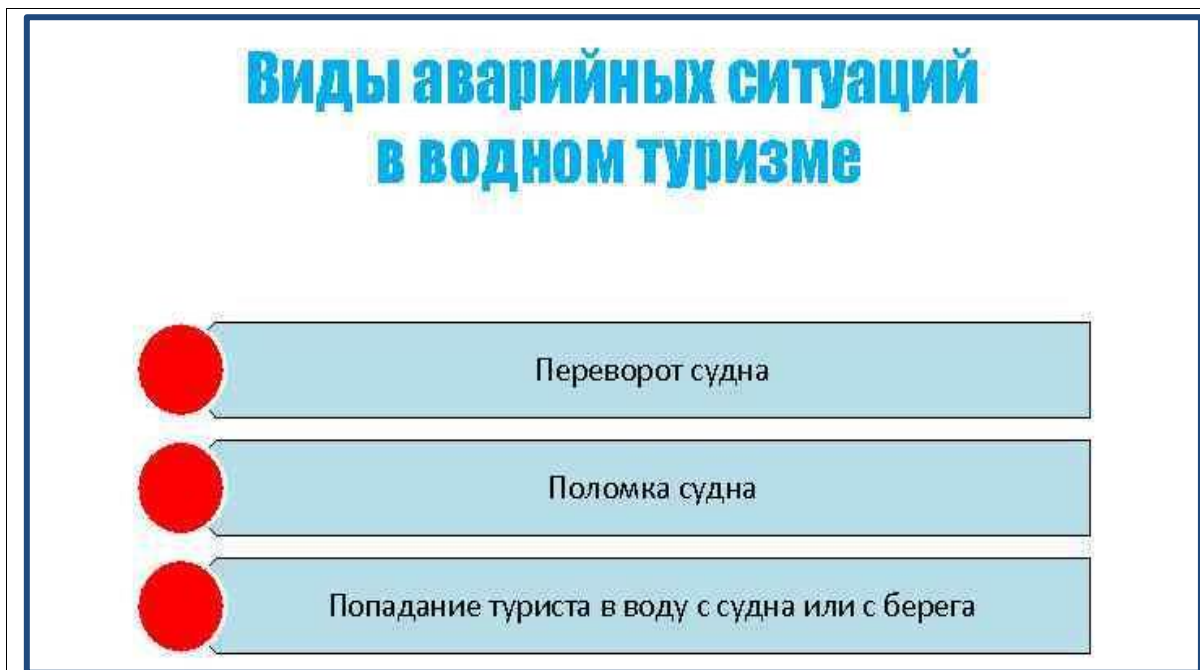 Виды аварийных ситуаций
в водном туризме
Переворот судна
Поломка судна
Попадание туриста в воду с судна или с берега